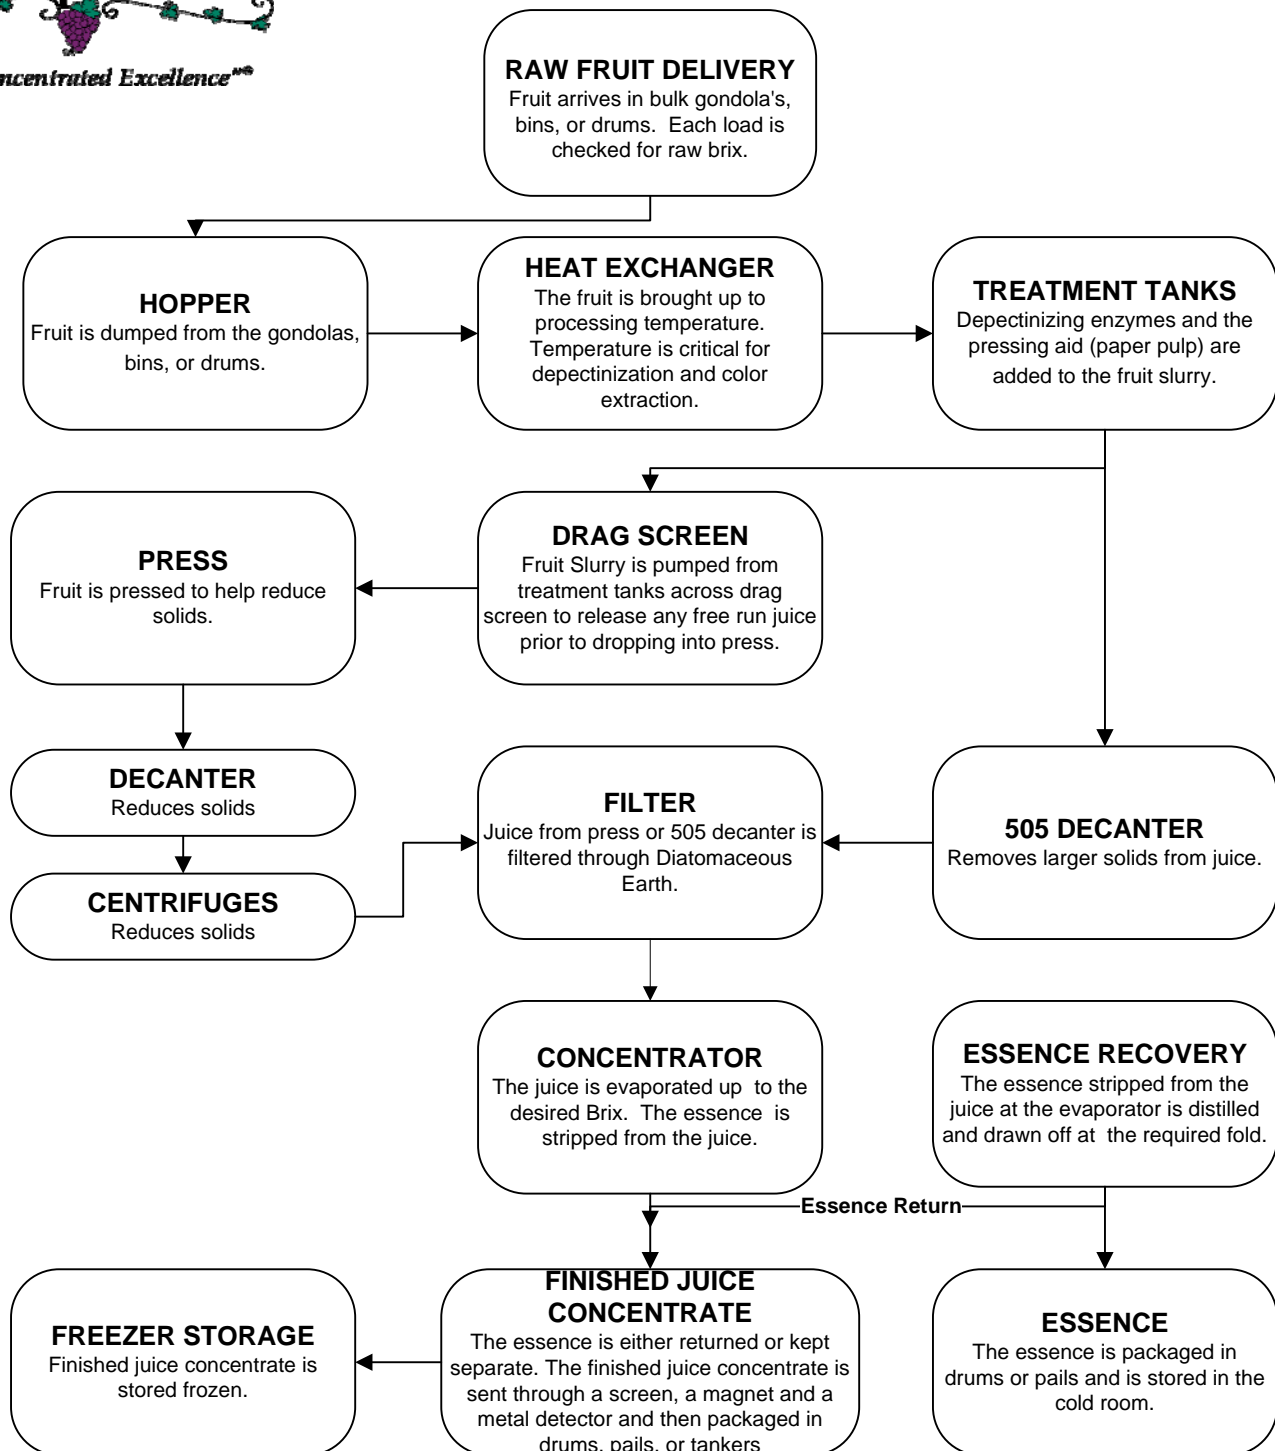 ncentrated Excellence
RAW FRUIT DELIVERY
Fruit arrives in bulk gondola's,
bins, or drums.  Each load is
checked for raw brix.
HOPPER
Fruit is dumped from the gondolas,
bins, or drums.
HEAT EXCHANGER
The fruit is brought up to
processing temperature.
Temperature is critical for
depectinization and color
extraction.
TREATMENT TANKS
Depectinizing enzymes and the
pressing aid (paper pulp) are
added to the fruit slurry.
PRESS
Fruit is pressed to help reduce
solids.
DRAG SCREEN
Fruit Slurry is pumped from
treatment tanks across drag
screen to release any free run juice
prior to dropping into press.
DECANTER
Reduces solids
CENTRIFUGES
Reduces solids
FILTER
Juice from press or 505 decanter is
filtered through Diatomaceous
Earth.
505 DECANTER
Removes larger solids from juice.
CONCENTRATOR
The juice is evaporated up  to the
desired Brix.  The essence  is
stripped from the juice.
ESSENCE RECOVERY
The essence stripped from the
juice at the evaporator is distilled
and drawn off at  the required fold.
Essence Return
FREEZER STORAGE
Finished juice concentrate is
stored frozen.
FINISHED JUICE
CONCENTRATE
The essence is either returned or kept
separate. The finished juice concentrate is
sent through a screen, a magnet and a
metal detector and then packaged in
drums, pails, or tankers
ESSENCE
The essence is packaged in
drums or pails and is stored in the
cold room.